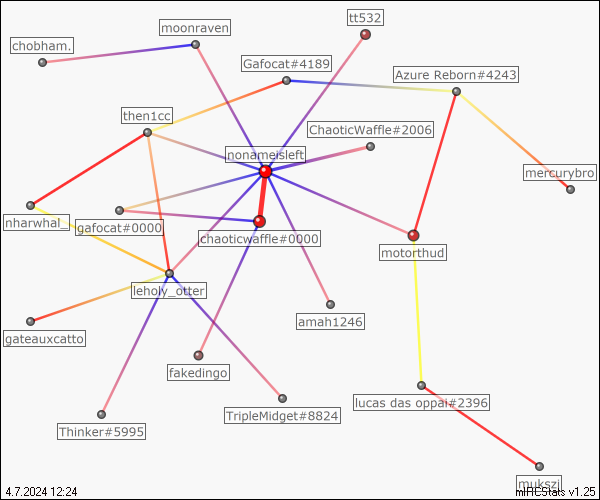 tt532
moonraven
chobham.
Gafocat#4189
Azure Reborn#4243
then1cc
ChaoticWaffle#2006
nonameisleft
mercurybro
nharwhal_
gafocat#0000
chaoticwaffle#0000
motorthud
leholy_otter
amah1246
gateauxcatto
fakedingo
lucas das oppai#2396
TripleMidget#8824
Thinker#5995
mukszi
4.7.2024 12:24
mIRCStats v1.25